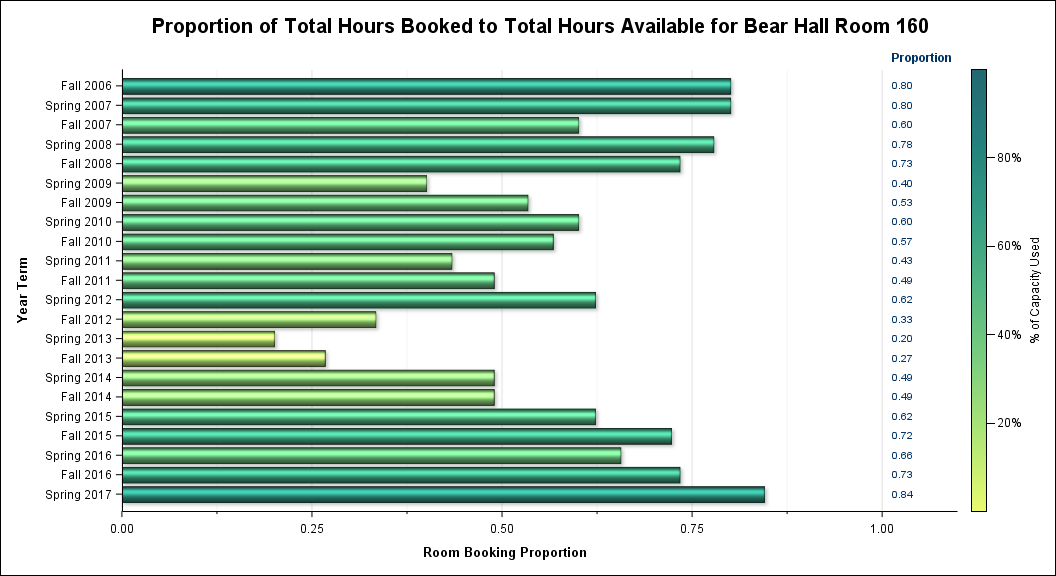 Proportion of Total Hours Booked to Total Hours Available for Bear Hall Room 160
Proportion
Fall 2006 0.80
Spring 2007 0.80
Fall 2007 0.60
Spring 2008 0.78
Fall 2008 0.73
Spring 2009 0.40
Fall 2009 0.53
Spring 2010 0.60
Fall 2010 0.57
Spring 2011 0.43
Fall 2011 0.49
Spring 2012 0.62
Fall 2012 0.33
Spring 2013 0.20
Fall 2013 0.27
Spring 2014 0.49
Fall 2014 0.49
Spring 2015 0.62
Fall 2015 0.72
Spring 2016 0.66
Fall 2016 0.73
Spring 2017 0.84
Year Term
0.00 0.25 0.50 0.75 1.00
Room Booking Proportion
80%
60%
40%
20%
% of Capacity Used